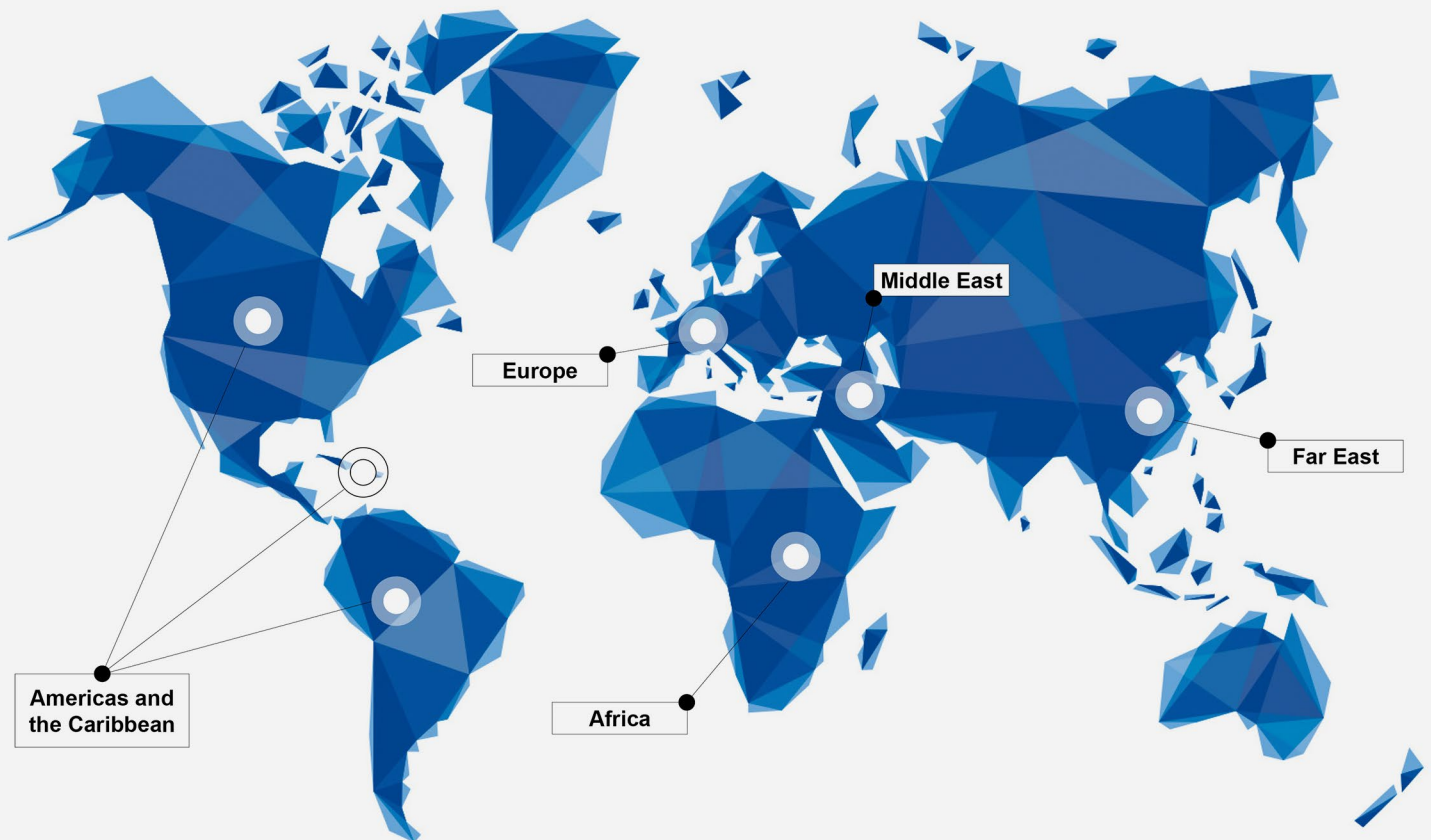 Middle East
Europe
Far East
Americas and
the Caribbean
Africa